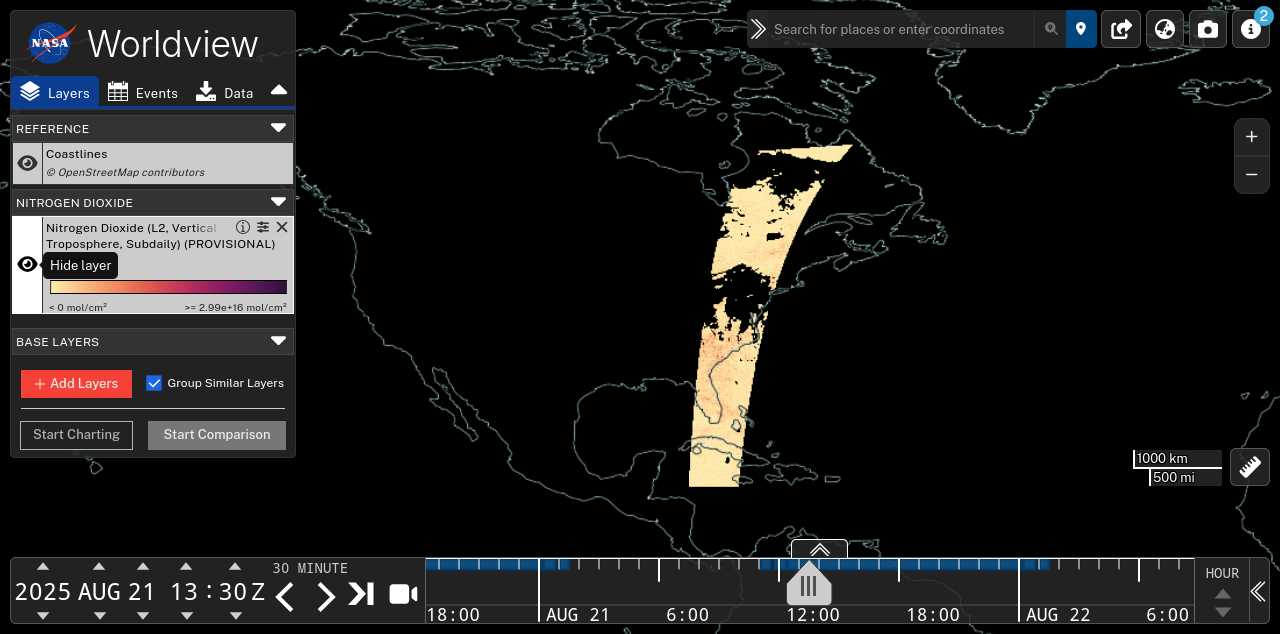 NASA Worldview
Search for places or enter coordinates
2
Layers
Events
Data
REFERENCE
Coastlines
© OpenStreetMap contributors
NITROGEN DIOXIDE
Nitrogen Dioxide (L2, Vertical
Troposphere, Subdaily) (PROVISIONAL)
Hide layer
< 0 mol/cm²
>= 2.99e+16 mol/cm²
BASE LAYERS
+ Add Layers
Group Similar Layers
Start Charting
Start Comparison
+
−
1000 km
500 mi
2025 AUG 21 13 : 30 Z
30 MINUTE
18:00
AUG 21
6:00
12:00
18:00
AUG 22
6:00
HOUR